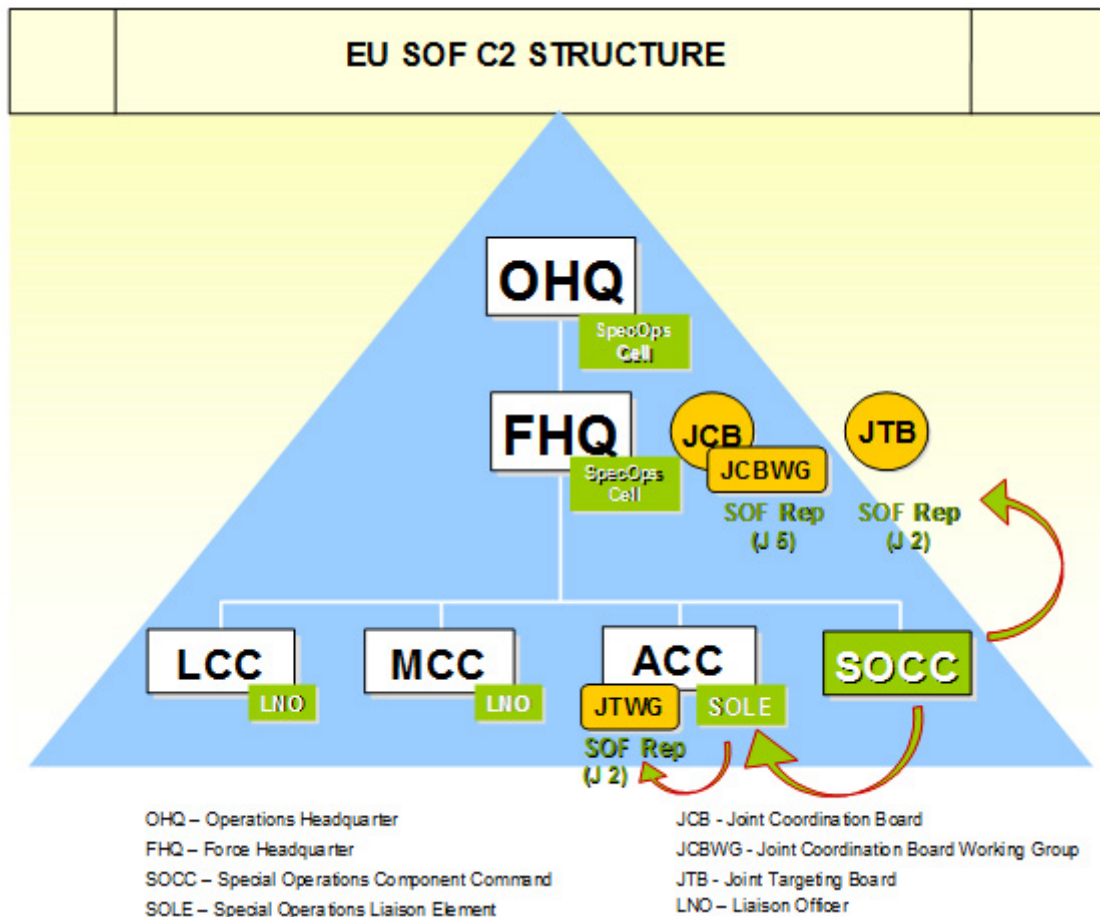 EU SOF C2 STRUCTURE
OHQ
SpecOps
Cell
FHQ
SpecOps
Cell
JCB
JCBWG
SOF Rep
(J 5)
JTB
SOF Rep
(J 2)
LCC
LNO
MCC
LNO
ACC
JTWG
SOLE
SOF Rep
(J 2)
SOCC
OHQ – Operations Headquarter
FHQ – Force Headquarter
SOCC – Special Operations Component Command
SOLE – Special Operations Liaison Element
JCB - Joint Coordination Board
JCBWG - Joint Coordination Board Working Group
JTB - Joint Targeting Board
LNO – Liaison Officer